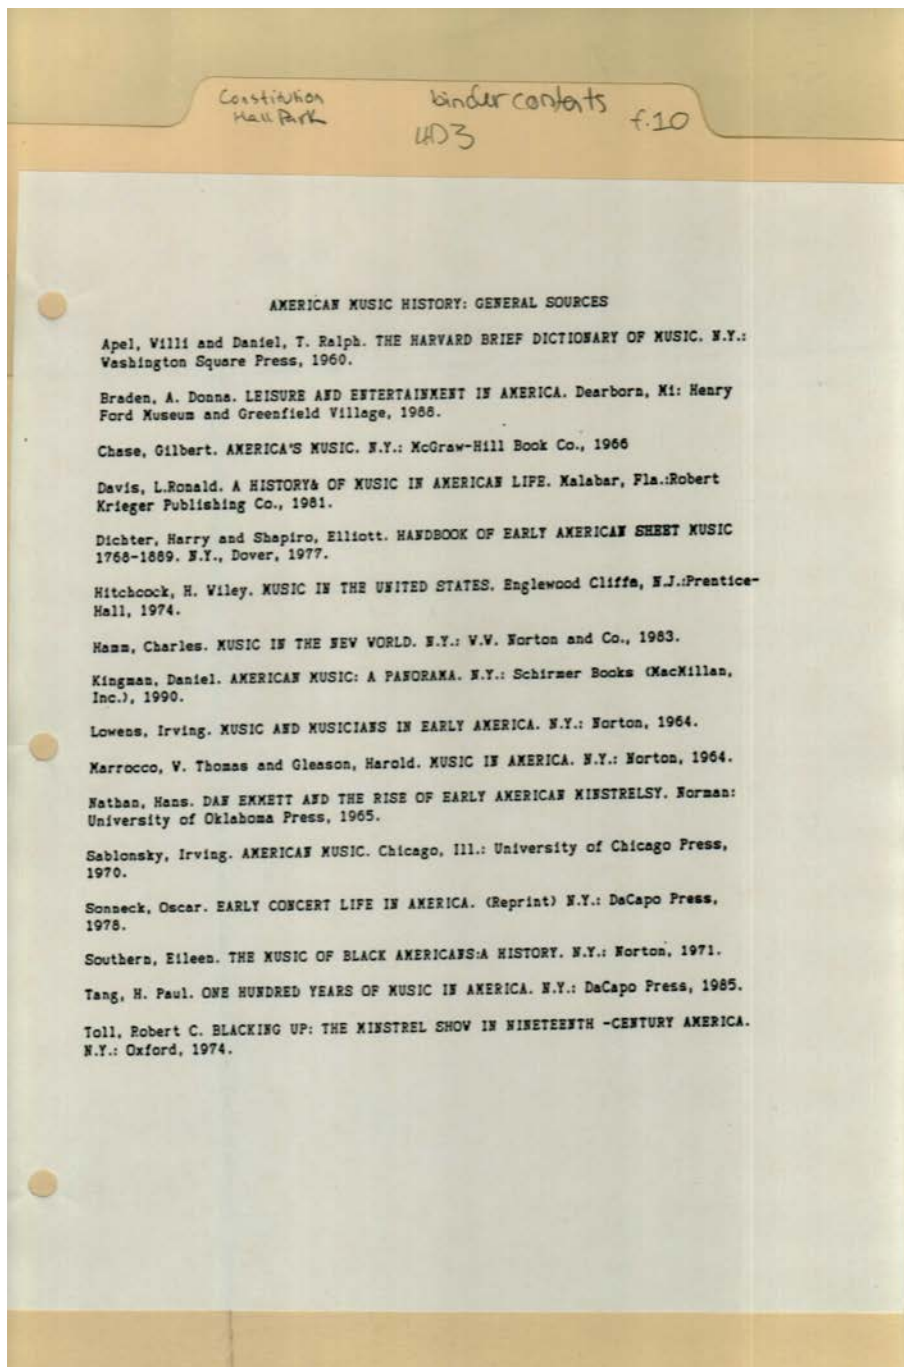 Constitution
Hall Park
binder contents
4D3
f.10
AMERICAN MUSIC HISTORY: GENERAL SOURCES
Apel, Willi and Daniel, T. Ralph. THE HARVARD BRIEF DICTIONARY OF MUSIC. N.Y.:
Washington Square Press, 1960.
Braden, A. Donna. LEISURE AND ENTERTAINMENT IN AMERICA. Dearborn, Mi: Henry
Ford Museum and Greenfield Village, 1988.
Chase, Gilbert. AMERICA'S MUSIC. N.Y.: McGraw-Hill Book Co., 1966
Davis, L.Ronald. A HISTORY& OF MUSIC IN AMERICAN LIFE. Malabar, Fla.:Robert
Krieger Publishing Co., 1981.
Dichter, Harry and Shapiro, Elliott. HANDBOOK OF EARLY AMERICAN SHEET MUSIC
1768-1889. N.Y., Dover, 1977.
Hitchcock, H. Wiley. MUSIC IN THE UNITED STATES. Englewood Cliffs, N.J.:Prentice-
Hall, 1974.
Hamm, Charles. MUSIC IN THE NEW WORLD. N.Y.: W.W. Norton and Co., 1983.
Kingman, Daniel. AMERICAN MUSIC: A PANORAMA. N.Y.: Schirmer Books (MacMillan,
Inc.), 1990.
Lowens, Irving. MUSIC AND MUSICIANS IN EARLY AMERICA. N.Y.: Norton, 1964.
Marrocco, W. Thomas and Gleason, Harold. MUSIC IN AMERICA. N.Y.: Norton, 1964.
Nathan, Hans. DAN EMMETT AND THE RISE OF EARLY AMERICAN MINSTRELSY. Norman:
University of Oklahoma Press, 1965.
Sablonsky, Irving. AMERICAN MUSIC. Chicago, Ill.: University of Chicago Press,
1970.
Sonneck, Oscar. EARLY CONCERT LIFE IN AMERICA. (Reprint) N.Y.: DaCapo Press,
1978.
Southern, Eileen. THE MUSIC OF BLACK AMERICANS:A HISTORY. N.Y.: Norton, 1971.
Tang, H. Paul. ONE HUNDRED YEARS OF MUSIC IN AMERICA. N.Y.: DaCapo Press, 1985.
Toll, Robert C. BLACKING UP: THE MINSTREL SHOW IN NINETEENTH -CENTURY AMERICA.
N.Y.: Oxford, 1974.